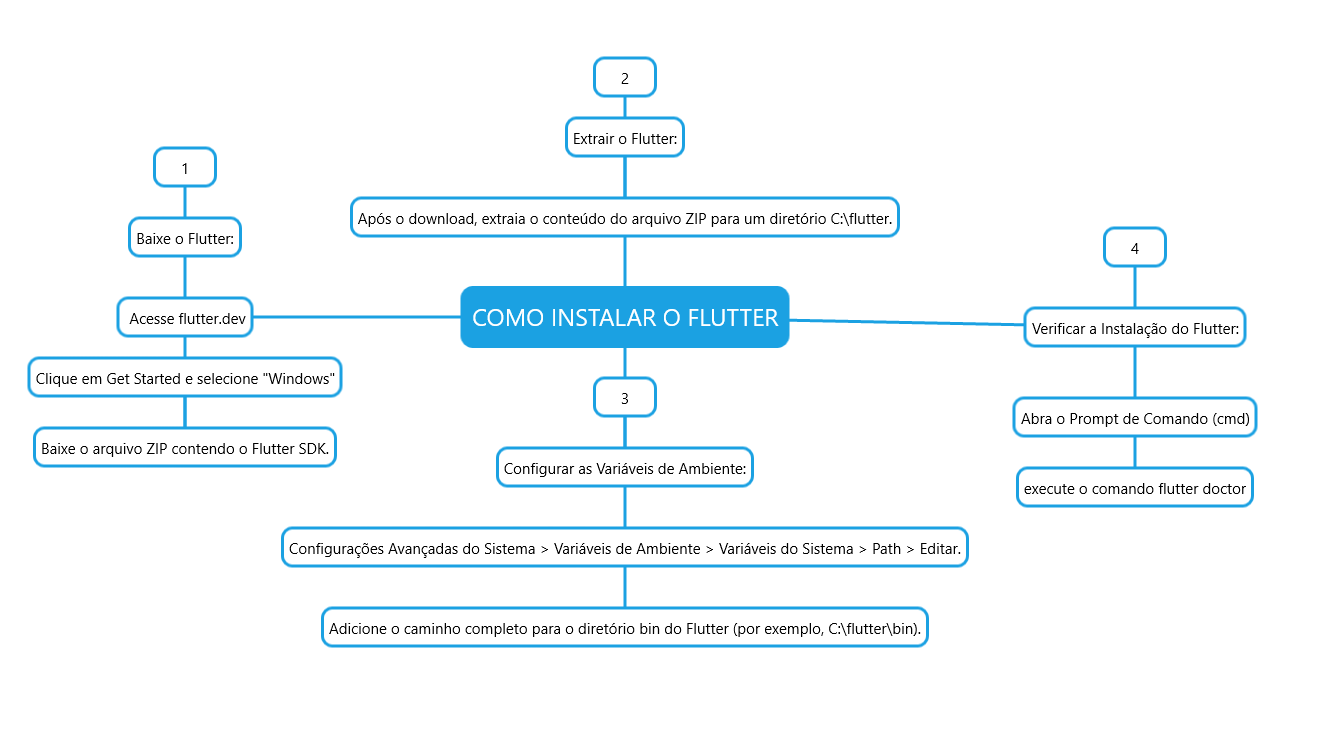 1
Baixe o Flutter:
Acesse flutter.dev
Clique em Get Started e selecione "Windows"
Baixe o arquivo ZIP contendo o Flutter SDK.
2
Extrair o Flutter:
Após o download, extraia o conteúdo do arquivo ZIP para um diretório C:\flutter.
COMO INSTALAR O FLUTTER
3
Configurar as Variáveis de Ambiente:
Configurações Avançadas do Sistema > Variáveis de Ambiente > Variáveis do Sistema > Path > Editar.
Adicione o caminho completo para o diretório bin do Flutter (por exemplo, C:\flutter\bin).
4
Verificar a Instalação do Flutter:
Abra o Prompt de Comando (cmd)
execute o comando flutter doctor